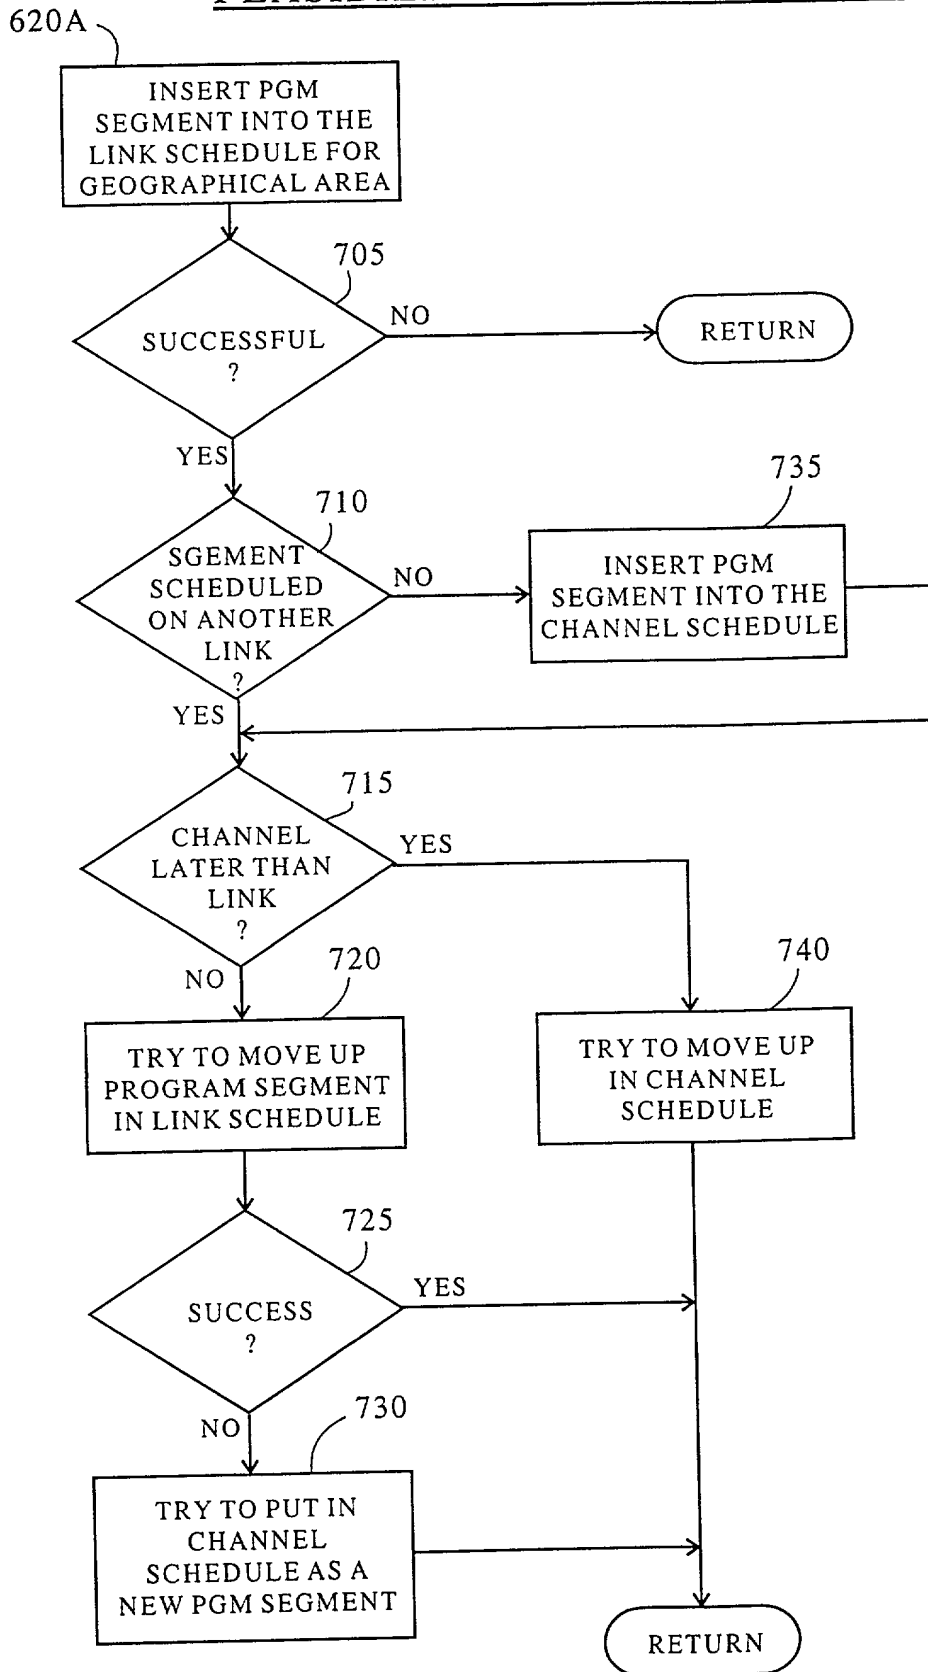 620A
INSERT PGM
SEGMENT INTO THE
LINK SCHEDULE FOR
GEOGRAPHICAL AREA
705
SUCCESSFUL
?
NO
RETURN
YES
710
SGEMENT
SCHEDULED
ON ANOTHER
LINK
?
NO
735
INSERT PGM
SEGMENT INTO THE
CHANNEL SCHEDULE
YES
715
CHANNEL
LATER THAN
LINK
?
YES
NO
720
TRY TO MOVE UP
PROGRAM SEGMENT
IN LINK SCHEDULE
740
TRY TO MOVE UP
IN CHANNEL
SCHEDULE
725
SUCCESS
?
YES
NO
730
TRY TO PUT IN
CHANNEL
SCHEDULE AS A
NEW PGM SEGMENT
RETURN